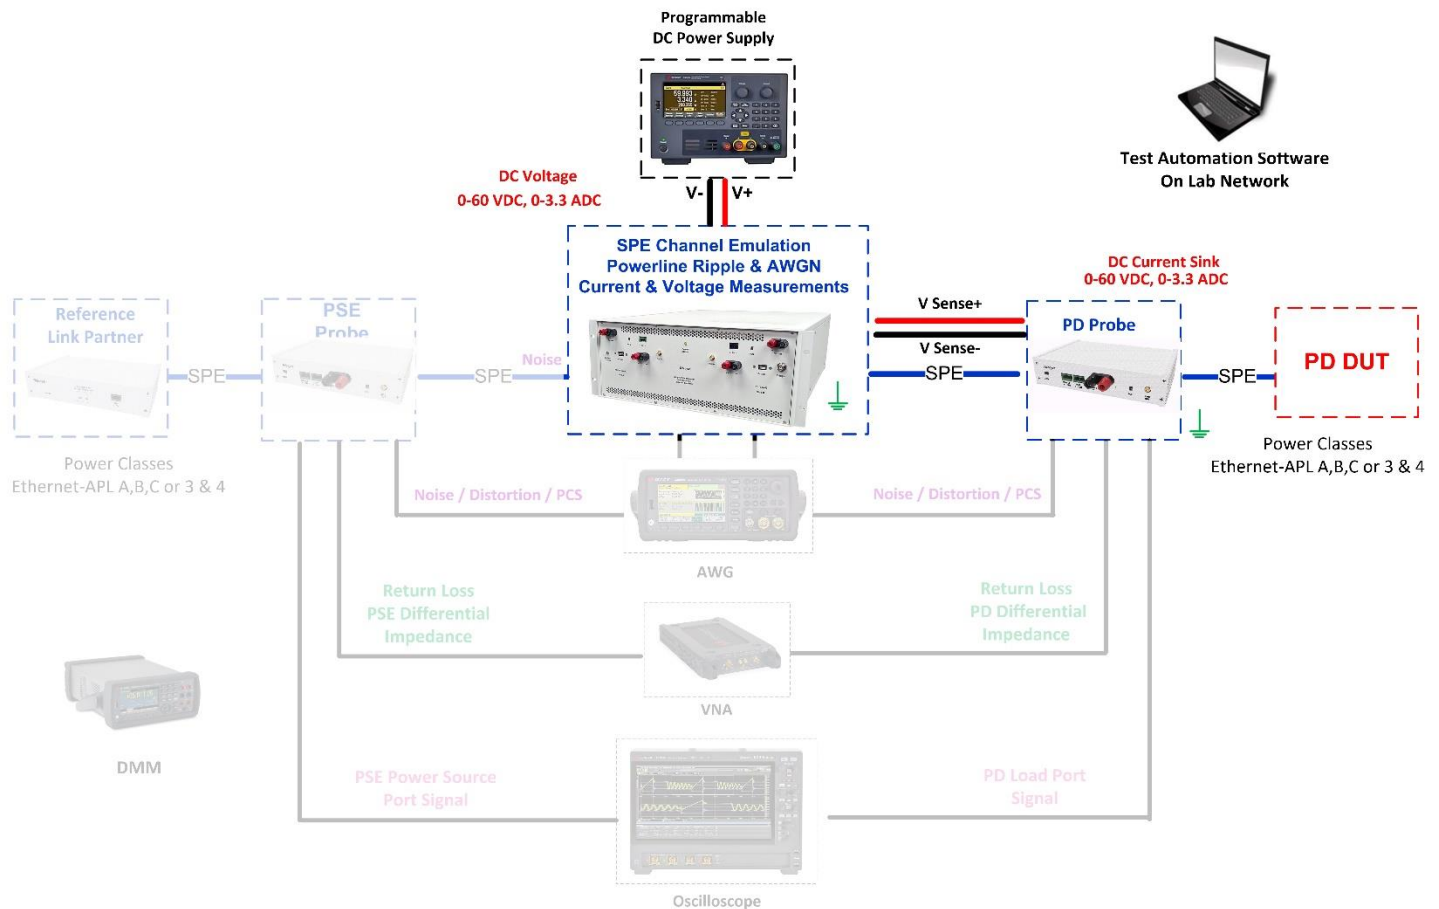 Programmable
DC Power Supply
59.993
3.340
V-
V+
DC Voltage
0-60 VDC, 0-3.3 ADC
Test Automation Software
On Lab Network
SPE Channel Emulation
Powerline Ripple & AWGN
Current & Voltage Measurements
DC Current Sink
0-60 VDC, 0-3.3 ADC
Reference
Link Partner
SPE
PSE
Probe
Noise
SPE
V Sense+
V Sense-
SPE
PD Probe
SPE
PD DUT
Power Classes
Ethernet-APL A,B,C or 3 & 4
Power Classes
Ethernet-APL A,B,C or 3 & 4
Noise / Distortion / PCS
Noise / Distortion / PCS
AWG
Return Loss
PSE Differential
Impedance
Return Loss
PD Differential
Impedance
VNA
DMM
PSE Power Source
Port Signal
PD Load Port
Signal
Oscilloscope